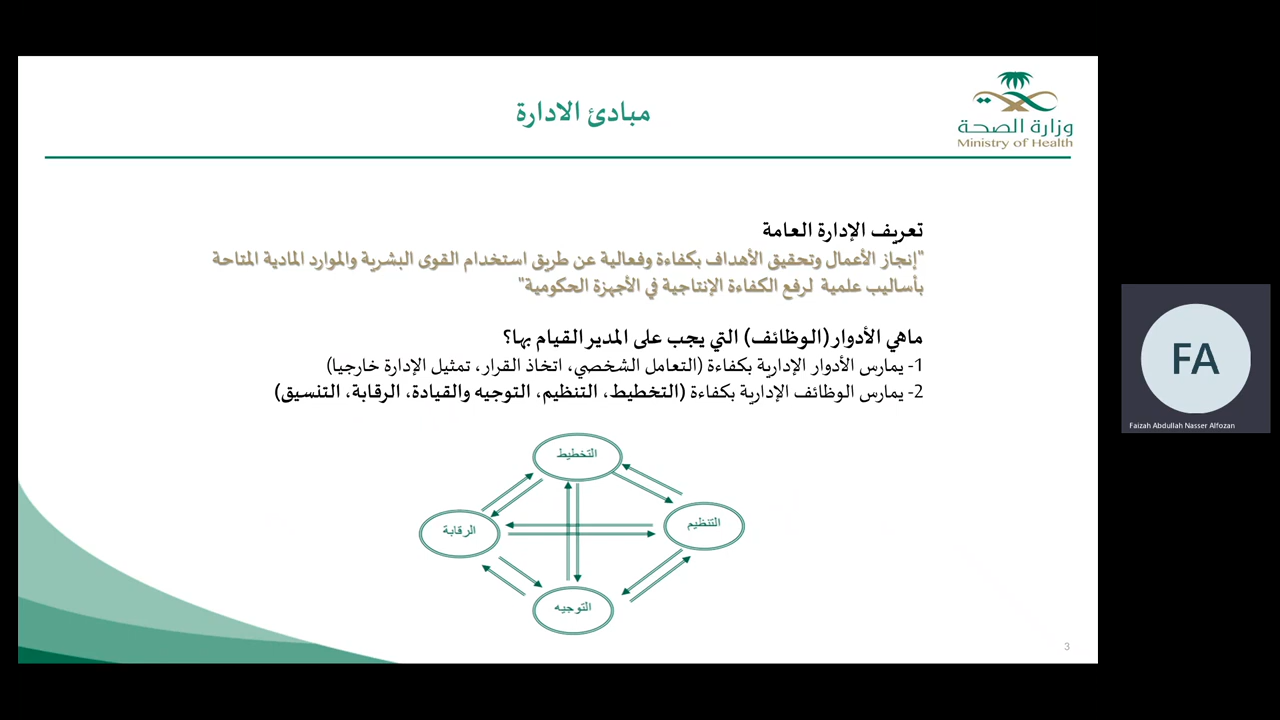 مبادئ الادارة
وزارة الصحة
Ministry of Health
تعريف الإدارة العامة
"إنجاز الأعمال وتحقيق الأهداف بكفاءة وفعالية عن طريق استخدام القوى البشرية والموارد المادية المتاحة
بأساليب علمية لرفع الكفاءة الإنتاجية في الأجهزة الحكومية"
ماهي الأدوار (الوظائف) التي يجب على المدير القيام بها؟
1- يمارس الأدوار الإدارية بكفاءة (التعامل الشخصي، اتخاذ القرار، تمثيل الإدارة خارجيا)
2- يمارس الوظائف الإدارية بكفاءة (التخطيط، التنظيم، التوجيه والقيادة، الرقابة، التنسيق)
التخطيط
التنظيم
الرقابة
التوجيه
3
FA
Faizah Abdullah Nasser Alfozan